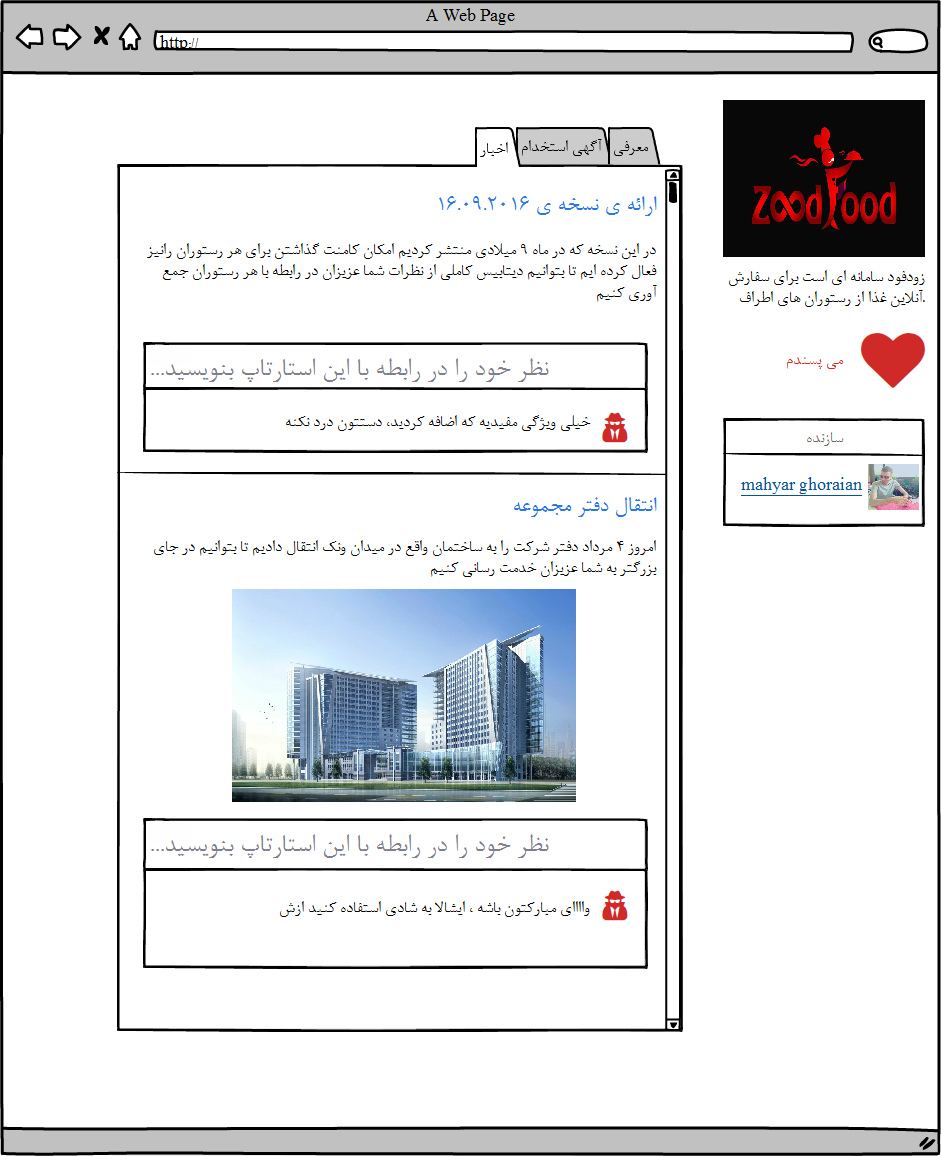 A Web Page
http://
معرفی
آگهی استخدام
اخبار
ZoodFood
زودفود سامانه ای است برای سفارش
آنلاین غذا از رستوران های اطراف.
می پسندم
سازنده
mahyar ghoraian
ارائه ی نسخه ی ۱۶.۰۹.۲۰۱۶
در این نسخه که در ماه ۹ میلادی منتشر کردیم امکان کامنت گذاشتن برای هر رستوران رانیز
فعال کرده ایم تا بتوانیم دیتابیس کاملی از نظرات شما عزیزان در رابطه با هر رستوران جمع
آوری کنیم
نظر خود را در رابطه با این استارتاپ بنویسید...
خیلی ویژگی مفیدیه که اضافه کردید، دستتون درد نکنه
انتقال دفتر مجموعه
امروز ۴ مرداد دفتر شرکت را به ساختمان واقع در میدان ونک انتقال دادیم تا بتوانیم در جای
بزرگتر به شما عزیزان خدمت رسانی کنیم
نظر خود را در رابطه با این استارتاپ بنویسید...
واااای مبارکتون باشه ، ایشالا به شادی استفاده کنید ازش